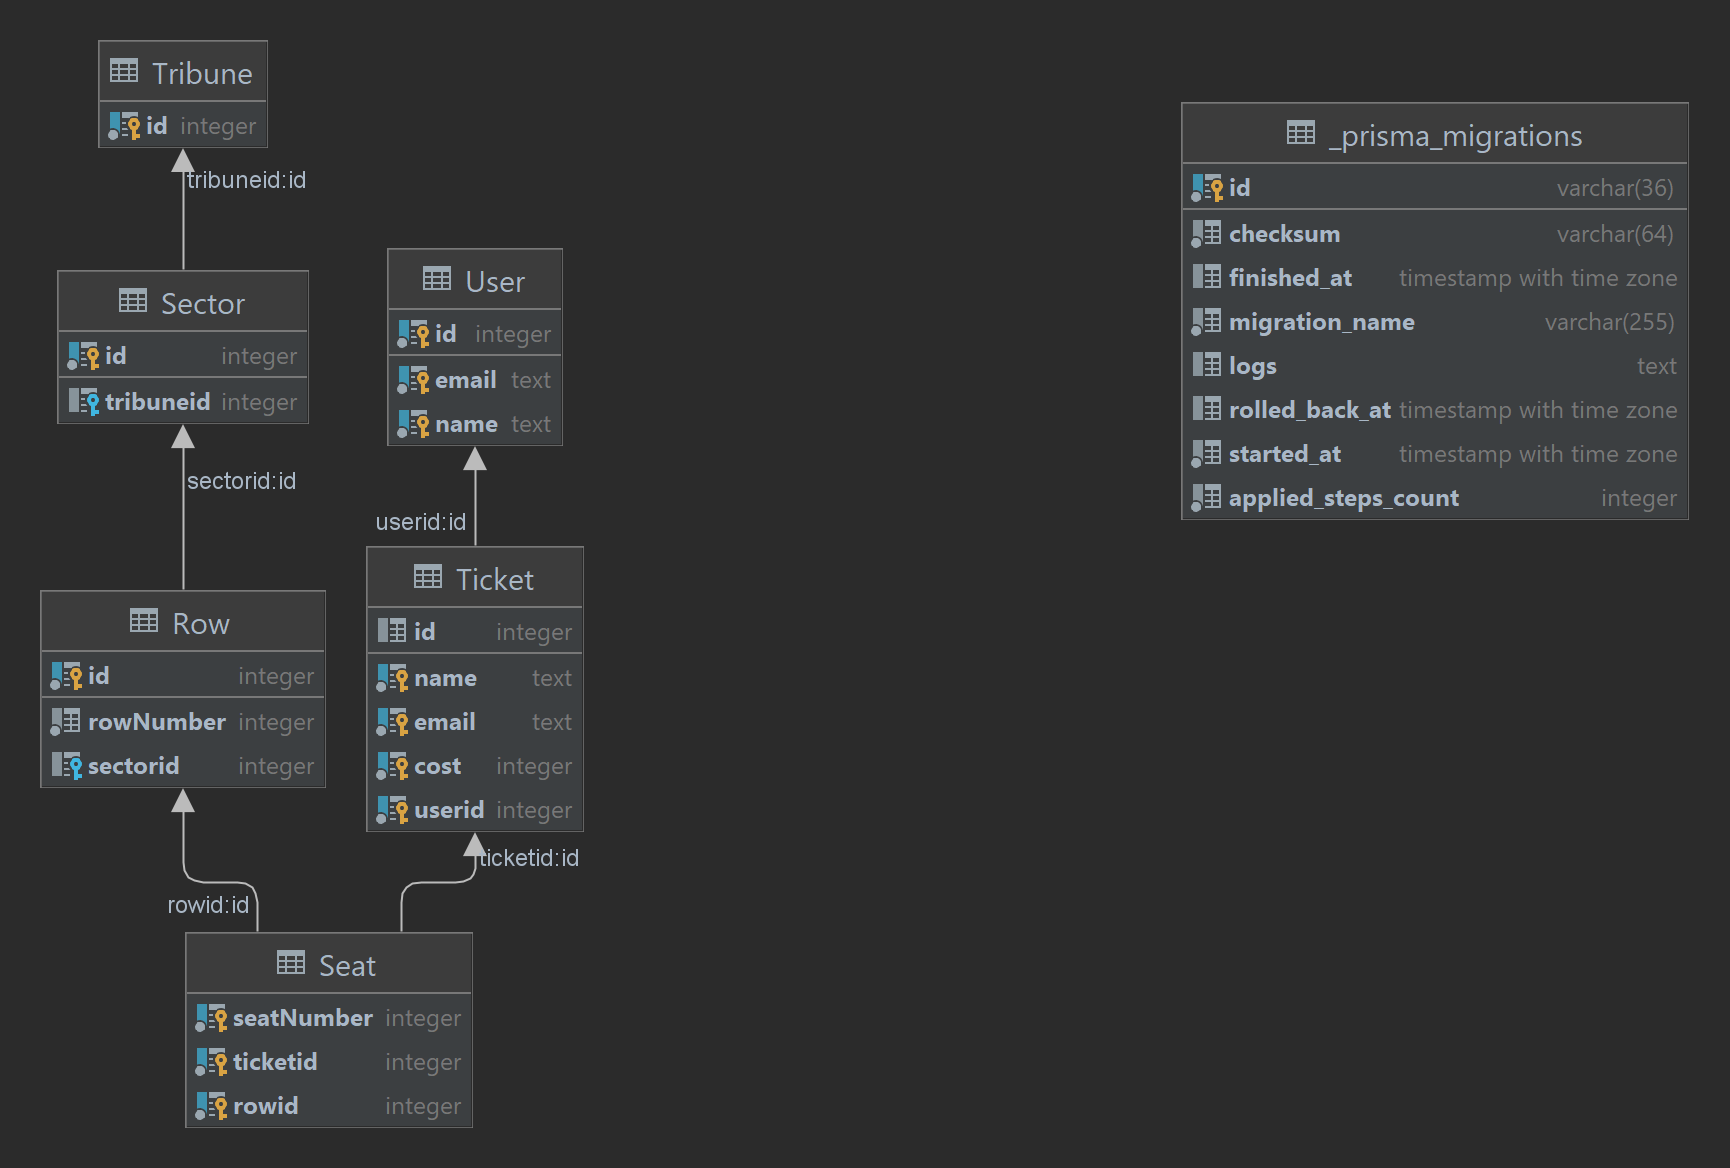 Tribune
id integer
tribuneid:id
Sector
id integer
tribuneid integer
sectorid:id
Row
id integer
rowNumber integer
sectorid integer
rowid:id
User
id integer
email text
name text
userid:id
Ticket
id integer
name text
email text
cost integer
userid integer
ticketid:id
Seat
seatNumber integer
ticketid integer
rowid integer
_prisma_migrations
id varchar(36)
checksum varchar(64)
finished_at timestamp with time zone
migration_name varchar(255)
logs text
rolled_back_at timestamp with time zone
started_at timestamp with time zone
applied_steps_count integer